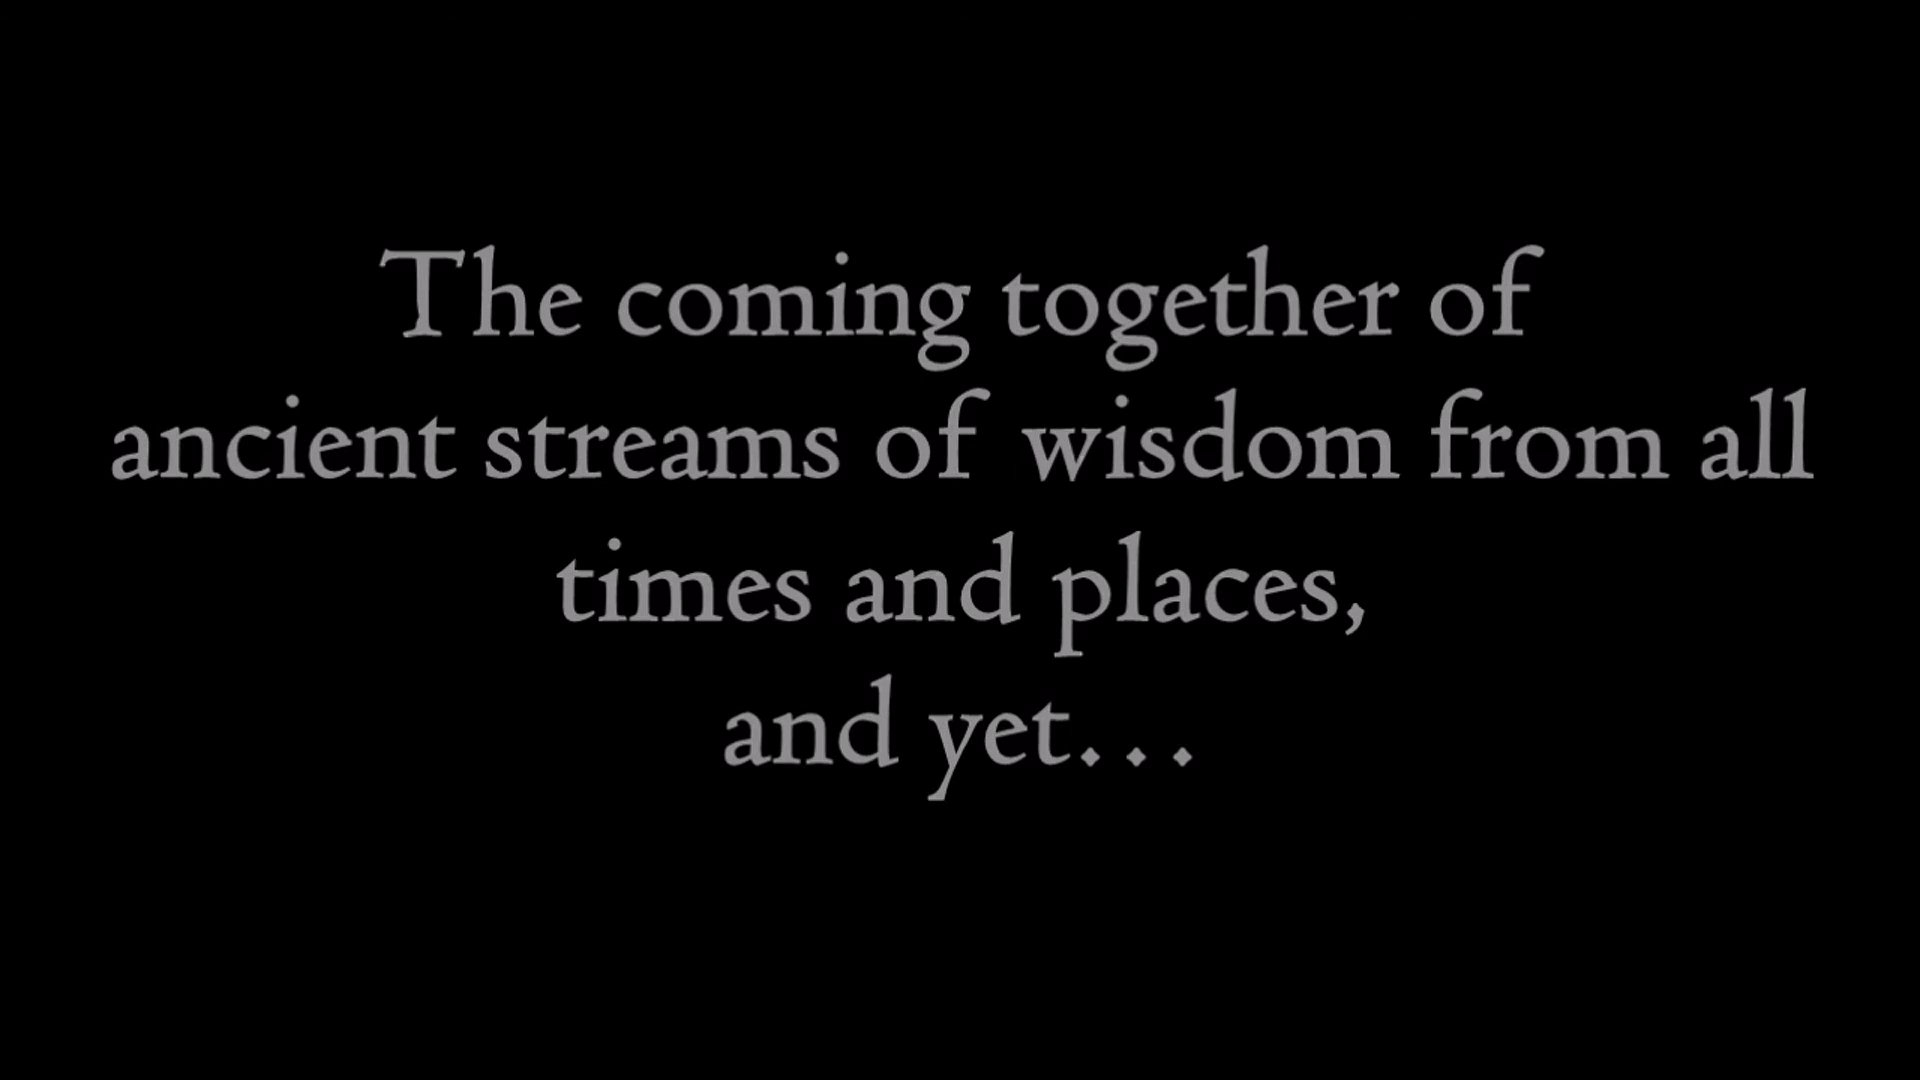 The coming together of
ancient streams of wisdom from all
times and places,
and yet...